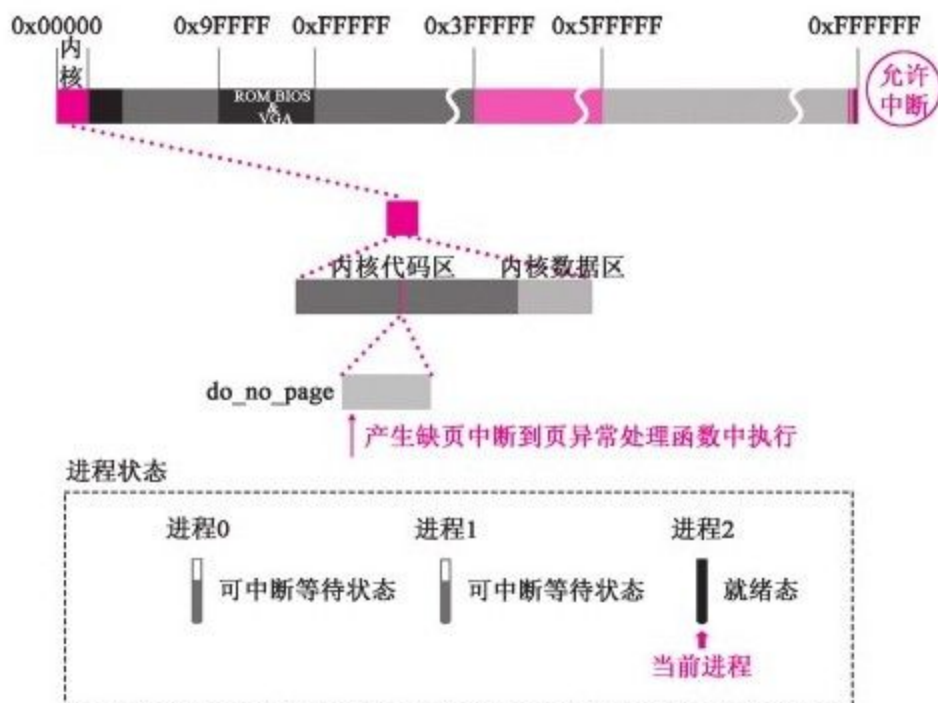 0x00000 0x9FFFF 0xFFFFF 0x3FFFFF 0x5FFFFF 0xFFFFFF
内核
ROM BIOS
&
VGA
允许
中断
内核代码区 内核数据区
do_no_page
产生缺页中断到页异常处理函数中执行
进程状态
进程0 进程1 进程2
可中断等待状态 可中断等待状态 就绪态
当前进程